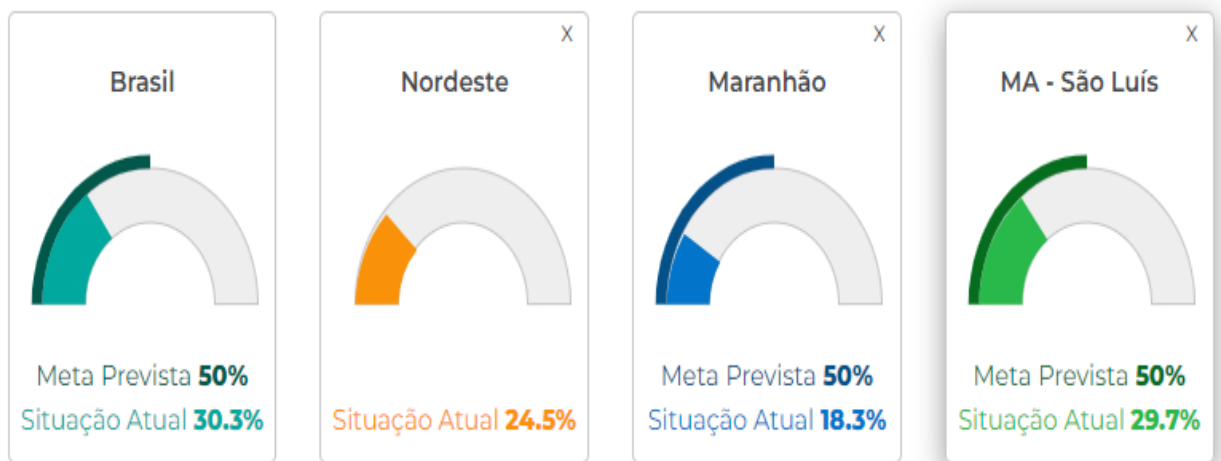 Brasil
Meta Prevista 50%
Situação Atual 30.3%
X
Nordeste
Situação Atual 24.5%
X
Maranhão
Meta Prevista 50%
Situação Atual 18.3%
X
MA - São Luís
Meta Prevista 50%
Situação Atual 29.7%